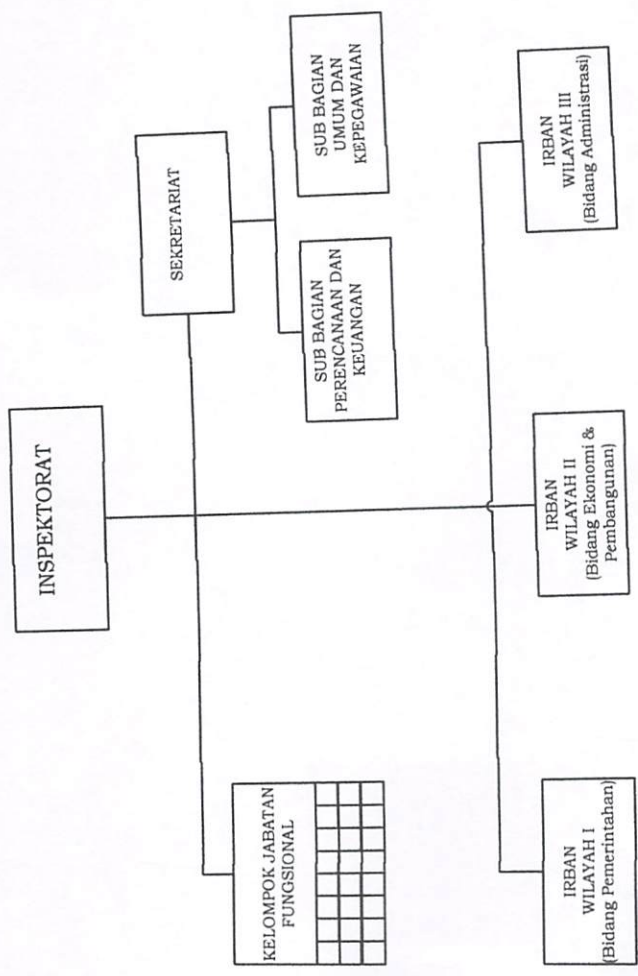 INSPEKTORAT
KELOMPOK JABATAN
FUNGSIONAL
SEKRETARIAT
SUB BAGIAN
PERENCANAAN DAN
KEUANGAN
SUB BAGIAN
UMUM DAN
KEPEGAWAIAN
IRBAN
WILAYAH I
(Bidang Pemerintahan)
IRBAN
WILAYAH II
(Bidang Ekonomi &
Pembangunan)
IRBAN
WILAYAH III
(Bidang Administrasi)